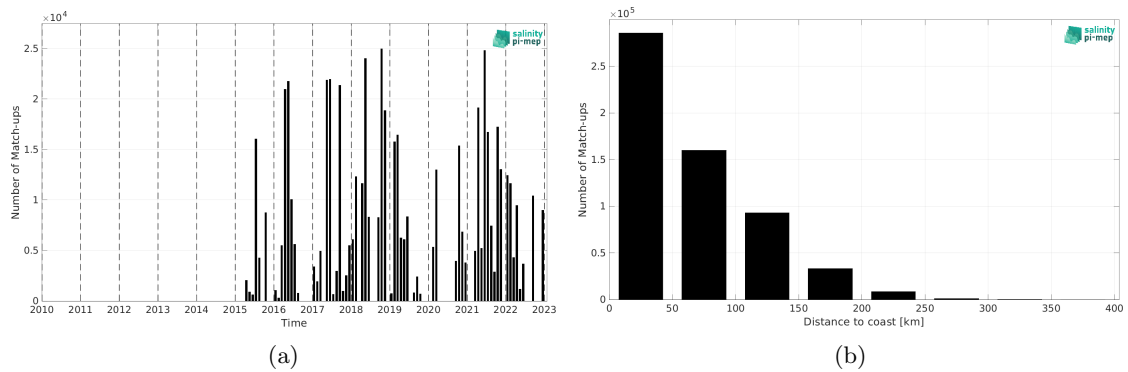 ×10⁴
salinity
pi-mep
Number of Match-ups
2.5
2
1.5
1
0.5
0
2010 2011 2012 2013 2014 2015 2016 2017 2018 2019 2020 2021 2022 2023
Time
(a)
×10⁵
salinity
pi-mep
Number of Match-ups
2.5
2
1.5
1
0.5
0
0 50 100 150 200 250 300 350 400
Distance to coast [km]
(b)